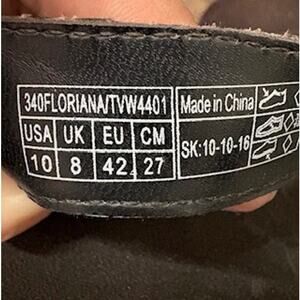 340FLORIANA/TVW4401
Made in China
USA UK EU CM
10 8 42 27
SK:10-10-16